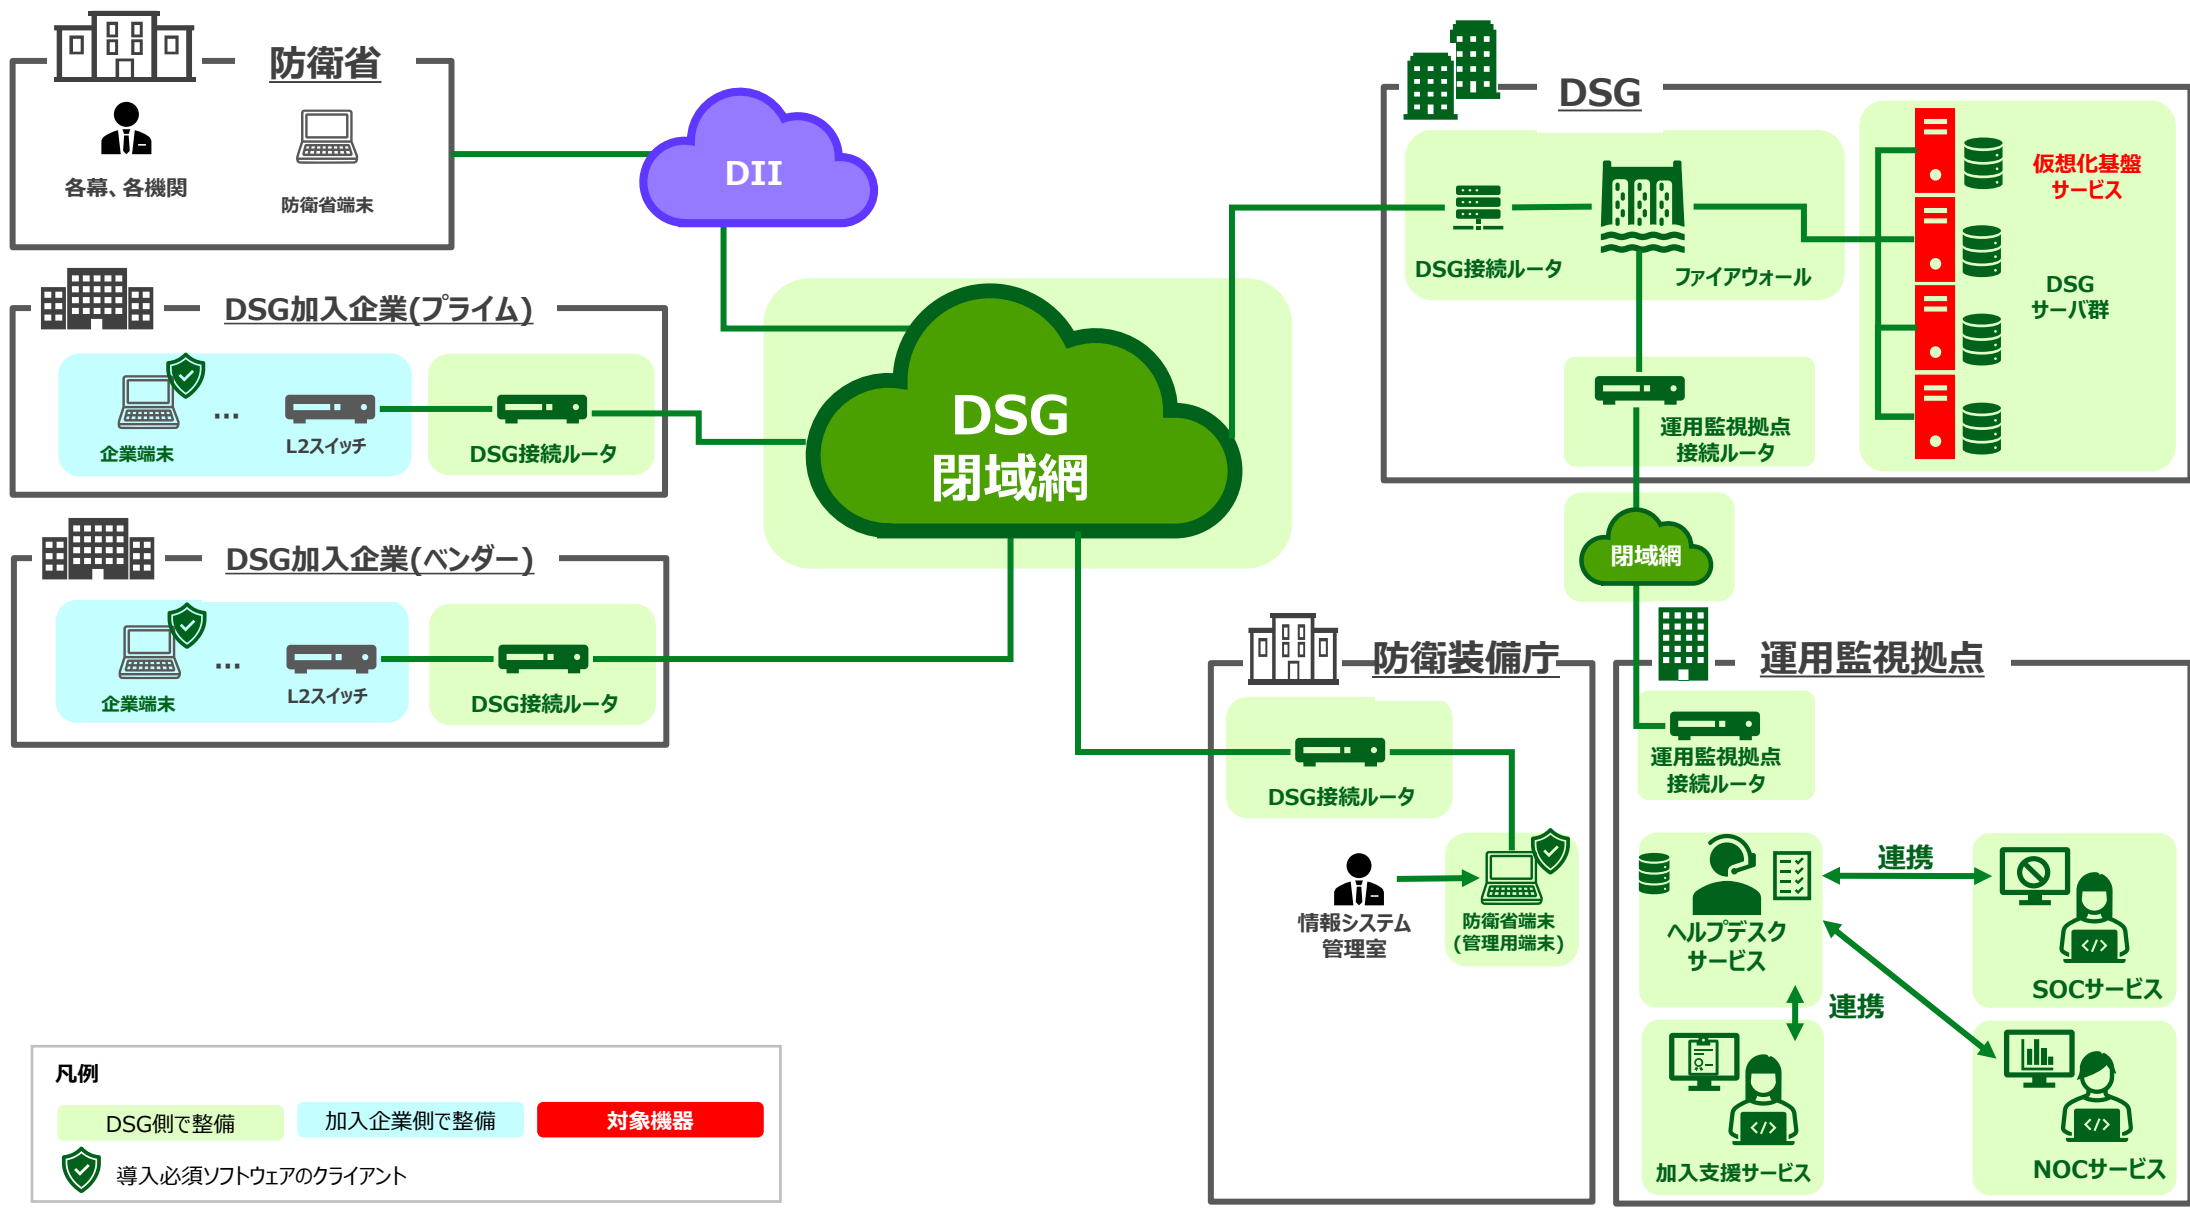 防衛省
各幕、各機関
防衛省端末
DII
DSG加入企業(プライム)
企業端末
...
L2スイッチ
DSG接続ルータ
DSG加入企業(ベンダー)
企業端末
...
L2スイッチ
DSG接続ルータ
DSG
閉域網
DSG
DSG接続ルータ
ファイアウォール
仮想化基盤
サービス
DSG
サーバ群
運用監視拠点
接続ルータ
閉域網
防衛装備庁
DSG接続ルータ
情報システム
管理室
防衛省端末
(管理用端末)
運用監視拠点
運用監視拠点
接続ルータ
ヘルプデスク
サービス
連携
SOCサービス
連携
加入支援サービス
NOCサービス
凡例
DSG側で整備
加入企業側で整備
対象機器
導入必須ソフトウェアのクライアント